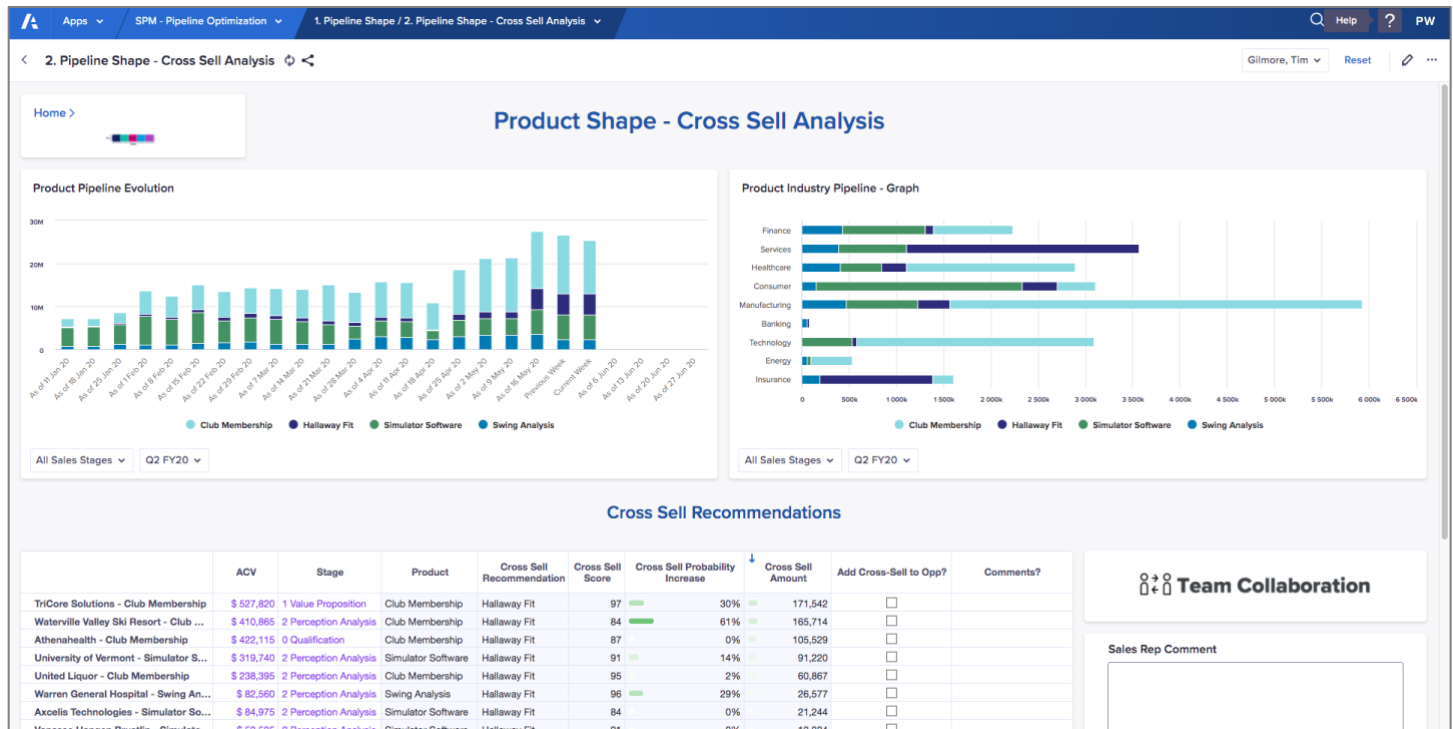 Apps
SPM - Pipeline Optimization
1. Pipeline Shape / 2. Pipeline Shape - Cross Sell Analysis
Help
?
PW
2. Pipeline Shape - Cross Sell Analysis
Gilmore, Tim
Reset
Home
Product Shape - Cross Sell Analysis
Product Pipeline Evolution
30M
20M
10M
0
As of 11 Jan 20
As of 18 Jan 20
As of 25 Jan 20
As of 1 Feb 20
As of 8 Feb 20
As of 15 Feb 20
As of 22 Feb 20
As of 29 Feb 20
As of 7 Mar 20
As of 14 Mar 20
As of 21 Mar 20
As of 28 Mar 20
As of 4 Apr 20
As of 11 Apr 20
As of 18 Apr 20
As of 25 Apr 20
As of 2 May 20
As of 9 May 20
As of 16 May 20
Previous Week
Current Week
As of 6 Jun 20
As of 13 Jun 20
As of 20 Jun 20
As of 27 Jun 20
Club Membership
Hallaway Fit
Simulator Software
Swing Analysis
All Sales Stages
Q2 FY20
Product Industry Pipeline - Graph
Finance
Services
Healthcare
Consumer
Manufacturing
Banking
Technology
Energy
Insurance
0 500k 1 000k 1 500k 2 000k 2 500k 3 000k 3 500k 4 000k 4 500k 5 000k 5 500k 6 000k 6 500k
Club Membership
Hallaway Fit
Simulator Software
Swing Analysis
All Sales Stages
Q2 FY20
Cross Sell Recommendations
ACV Stage Product Cross Sell Recommendation Cross Sell Score Cross Sell Probability Increase Cross Sell Amount Add Cross-Sell to Opp? Comments?
TriCore Solutions - Club Membership $ 527,820 1 Value Proposition Club Membership Hallaway Fit 97 30% 171,542
Waterville Valley Ski Resort - Club ... $ 410,865 2 Perception Analysis Club Membership Hallaway Fit 84 61% 165,714
Athenahealth - Club Membership $ 422,115 0 Qualification Club Membership Hallaway Fit 87 0% 105,529
University of Vermont - Simulator S... $ 319,740 2 Perception Analysis Simulator Software Hallaway Fit 91 14% 91,220
United Liquor - Club Membership $ 238,395 2 Perception Analysis Club Membership Hallaway Fit 95 2% 60,867
Warren General Hospital - Swing An... $ 82,560 2 Perception Analysis Swing Analysis Hallaway Fit 96 29% 26,577
Axcelis Technologies - Simulator So... $ 84,975 2 Perception Analysis Simulator Software Hallaway Fit 84 0% 21,244
Team Collaboration
Sales Rep Comment